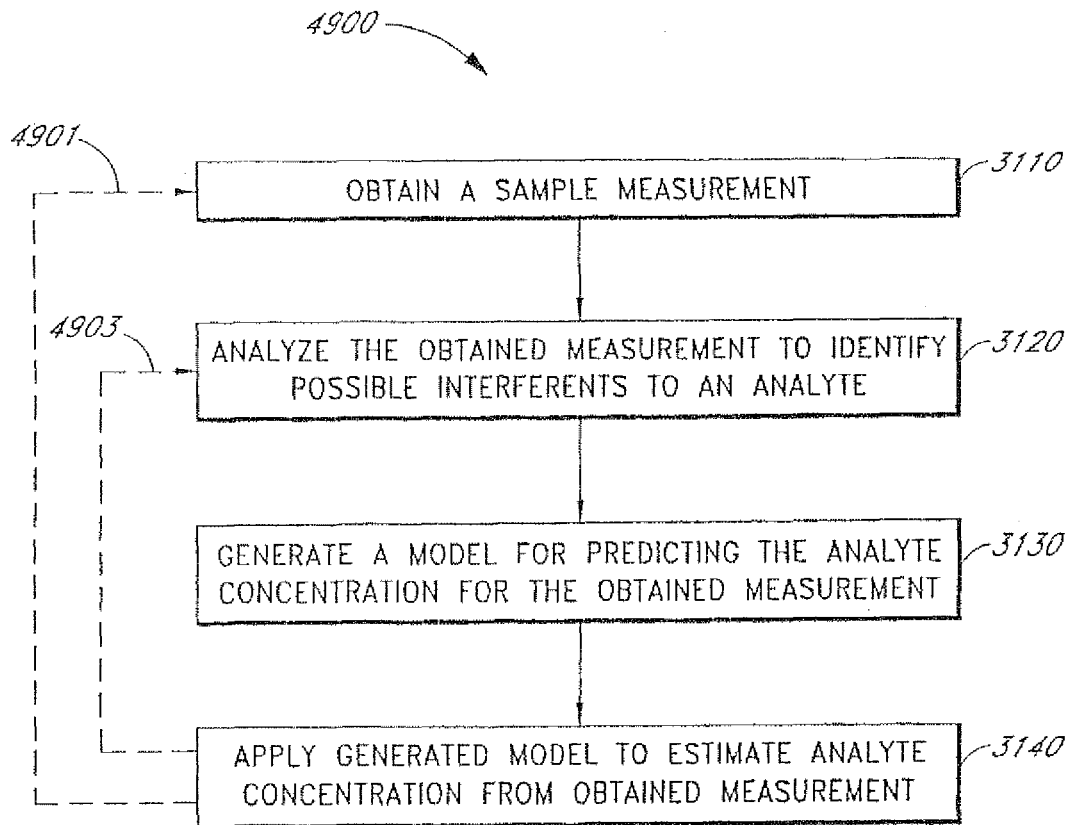 4900
4901
OBTAIN A SAMPLE MEASUREMENT
3110
4903
ANALYZE THE OBTAINED MEASUREMENT TO IDENTIFY
POSSIBLE INTERFERENTS TO AN ANALYTE
3120
GENERATE A MODEL FOR PREDICTING THE ANALYTE
CONCENTRATION FOR THE OBTAINED MEASUREMENT
3130
APPLY GENERATED MODEL TO ESTIMATE ANALYTE
CONCENTRATION FROM OBTAINED MEASUREMENT
3140